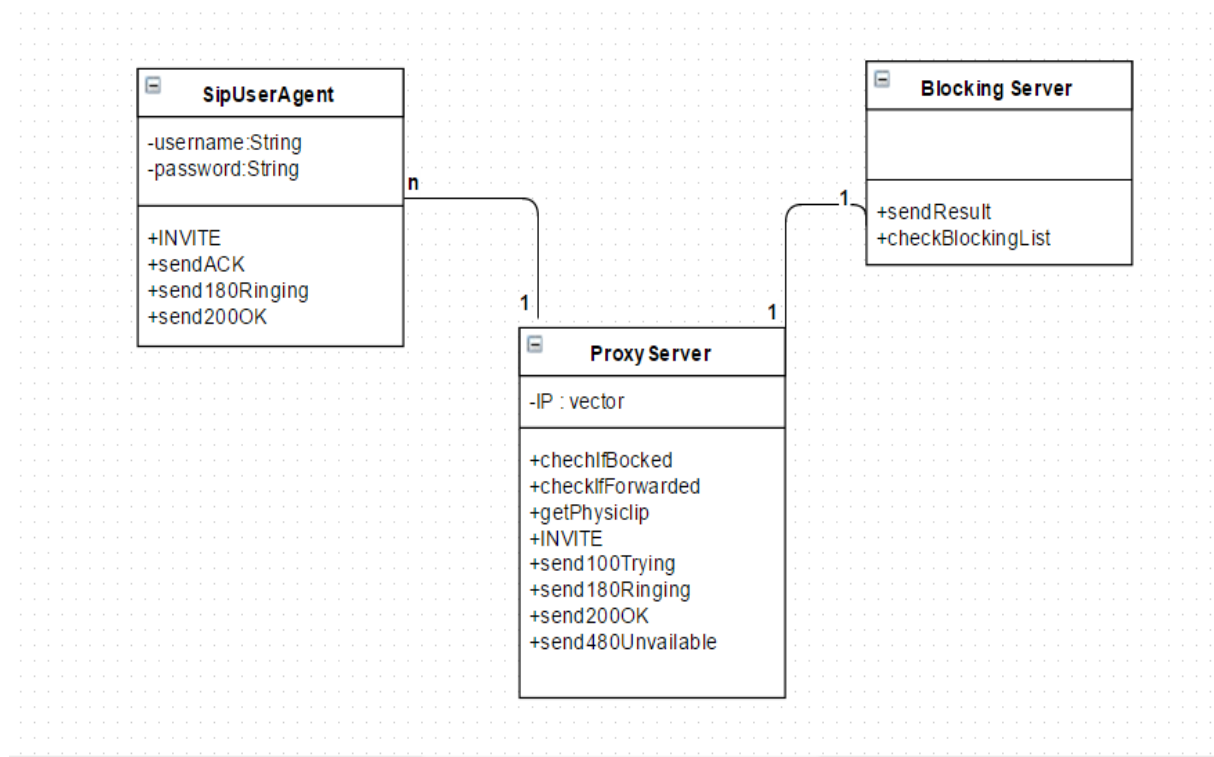 SipUserAgent
-username:String
-password:String
+INVITE
+sendACK
+send180Ringing
+send200OK
n
1
Blocking Server
+sendResult
+checkBlockingList
1
1
Proxy Server
-IP : vector
+chechIfBocked
+checkIfForwarded
+getPhysiclip
+INVITE
+send100Trying
+send180Ringing
+send200OK
+send480Unvailable